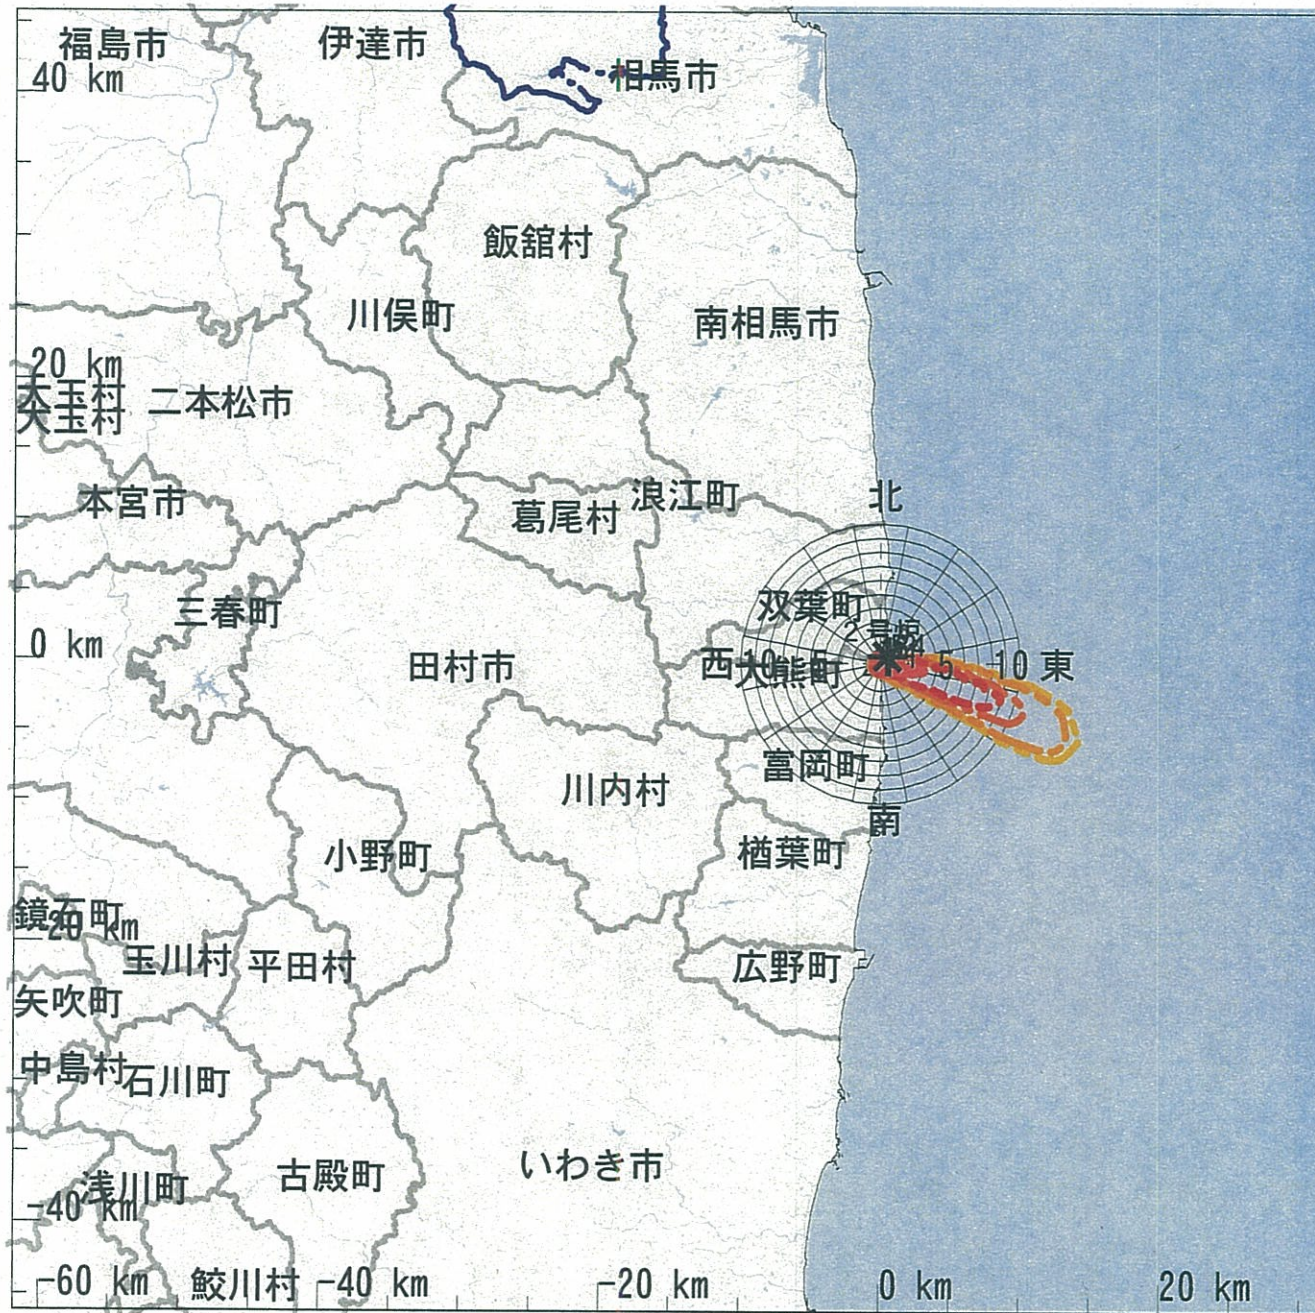 福島市
伊達市
40 km
相馬市
飯舘村
川俣町
南相馬市
20 km
大玉村
二本松市
大玉村
本宮市
葛尾村
浪江町
北
三春町
双葉町
2号炉
0 km
田村市
西
10
5
大熊町
5
10
東
川内村
富岡町
南
小野町
楢葉町
鏡石町
-20 km
玉川村
平田村
広野町
矢吹町
中島村
石川町
いわき市
浅川町
古殿町
-40 km
-60 km
鮫川村
-40 km
-20 km
0 km
20 km